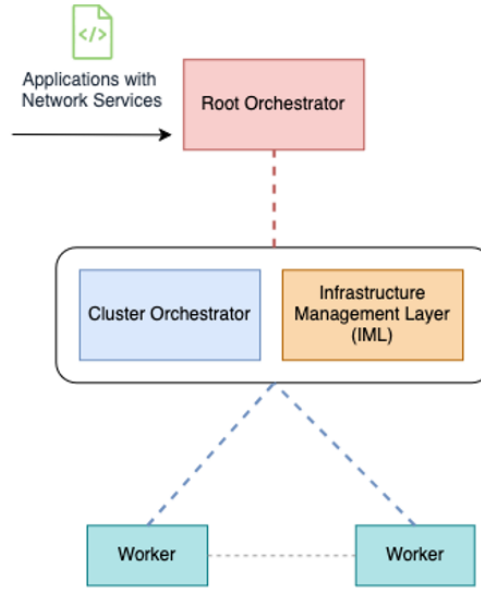 </>
Applications with
Network Services
Root Orchestrator
Cluster Orchestrator
Infrastructure
Management Layer
(IML)
Worker
Worker